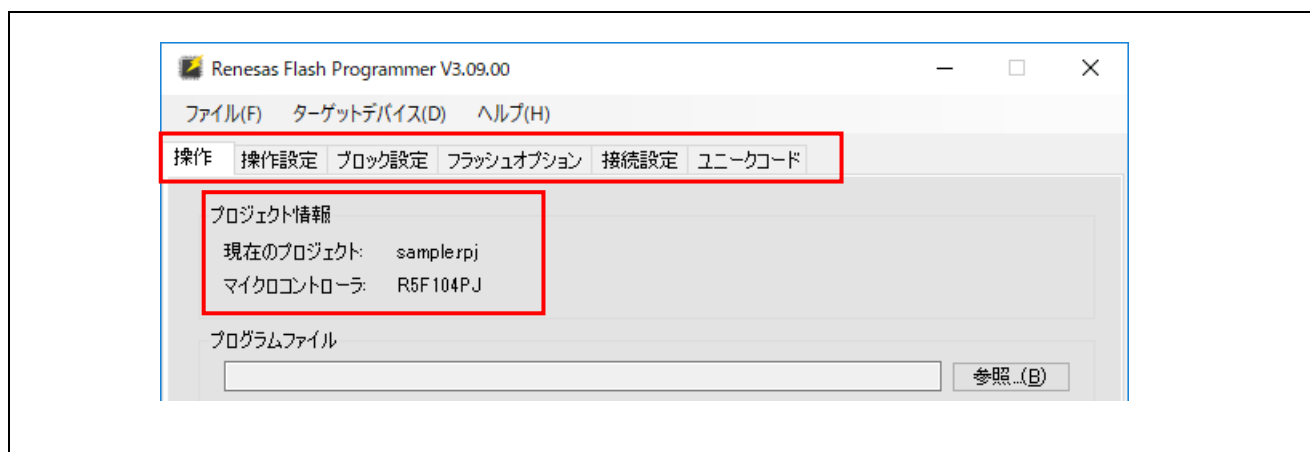 Renesas Flash Programmer V3.09.00
ファイル(F) ターゲットデバイス(D) ヘルプ(H)
操作 操作設定 ブロック設定 フラッシュオプション 接続設定 ユニークコード
プロジェクト情報
現在のプロジェクト: sample.rpj
マイクロコントローラ: R5F104PJ
プログラムファイル
参照...(B)